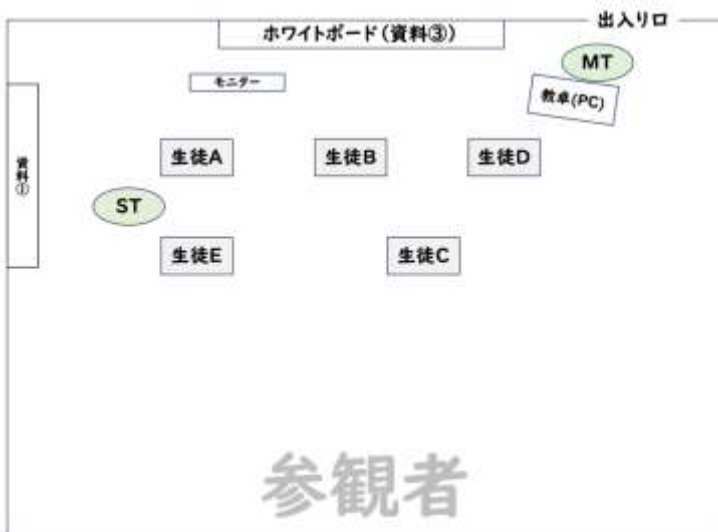 出入り口
ホワイトボード(資料③)
MT
モニター
教卓(PC)
資料①
生徒A
生徒B
生徒D
ST
生徒E
生徒C
参観者